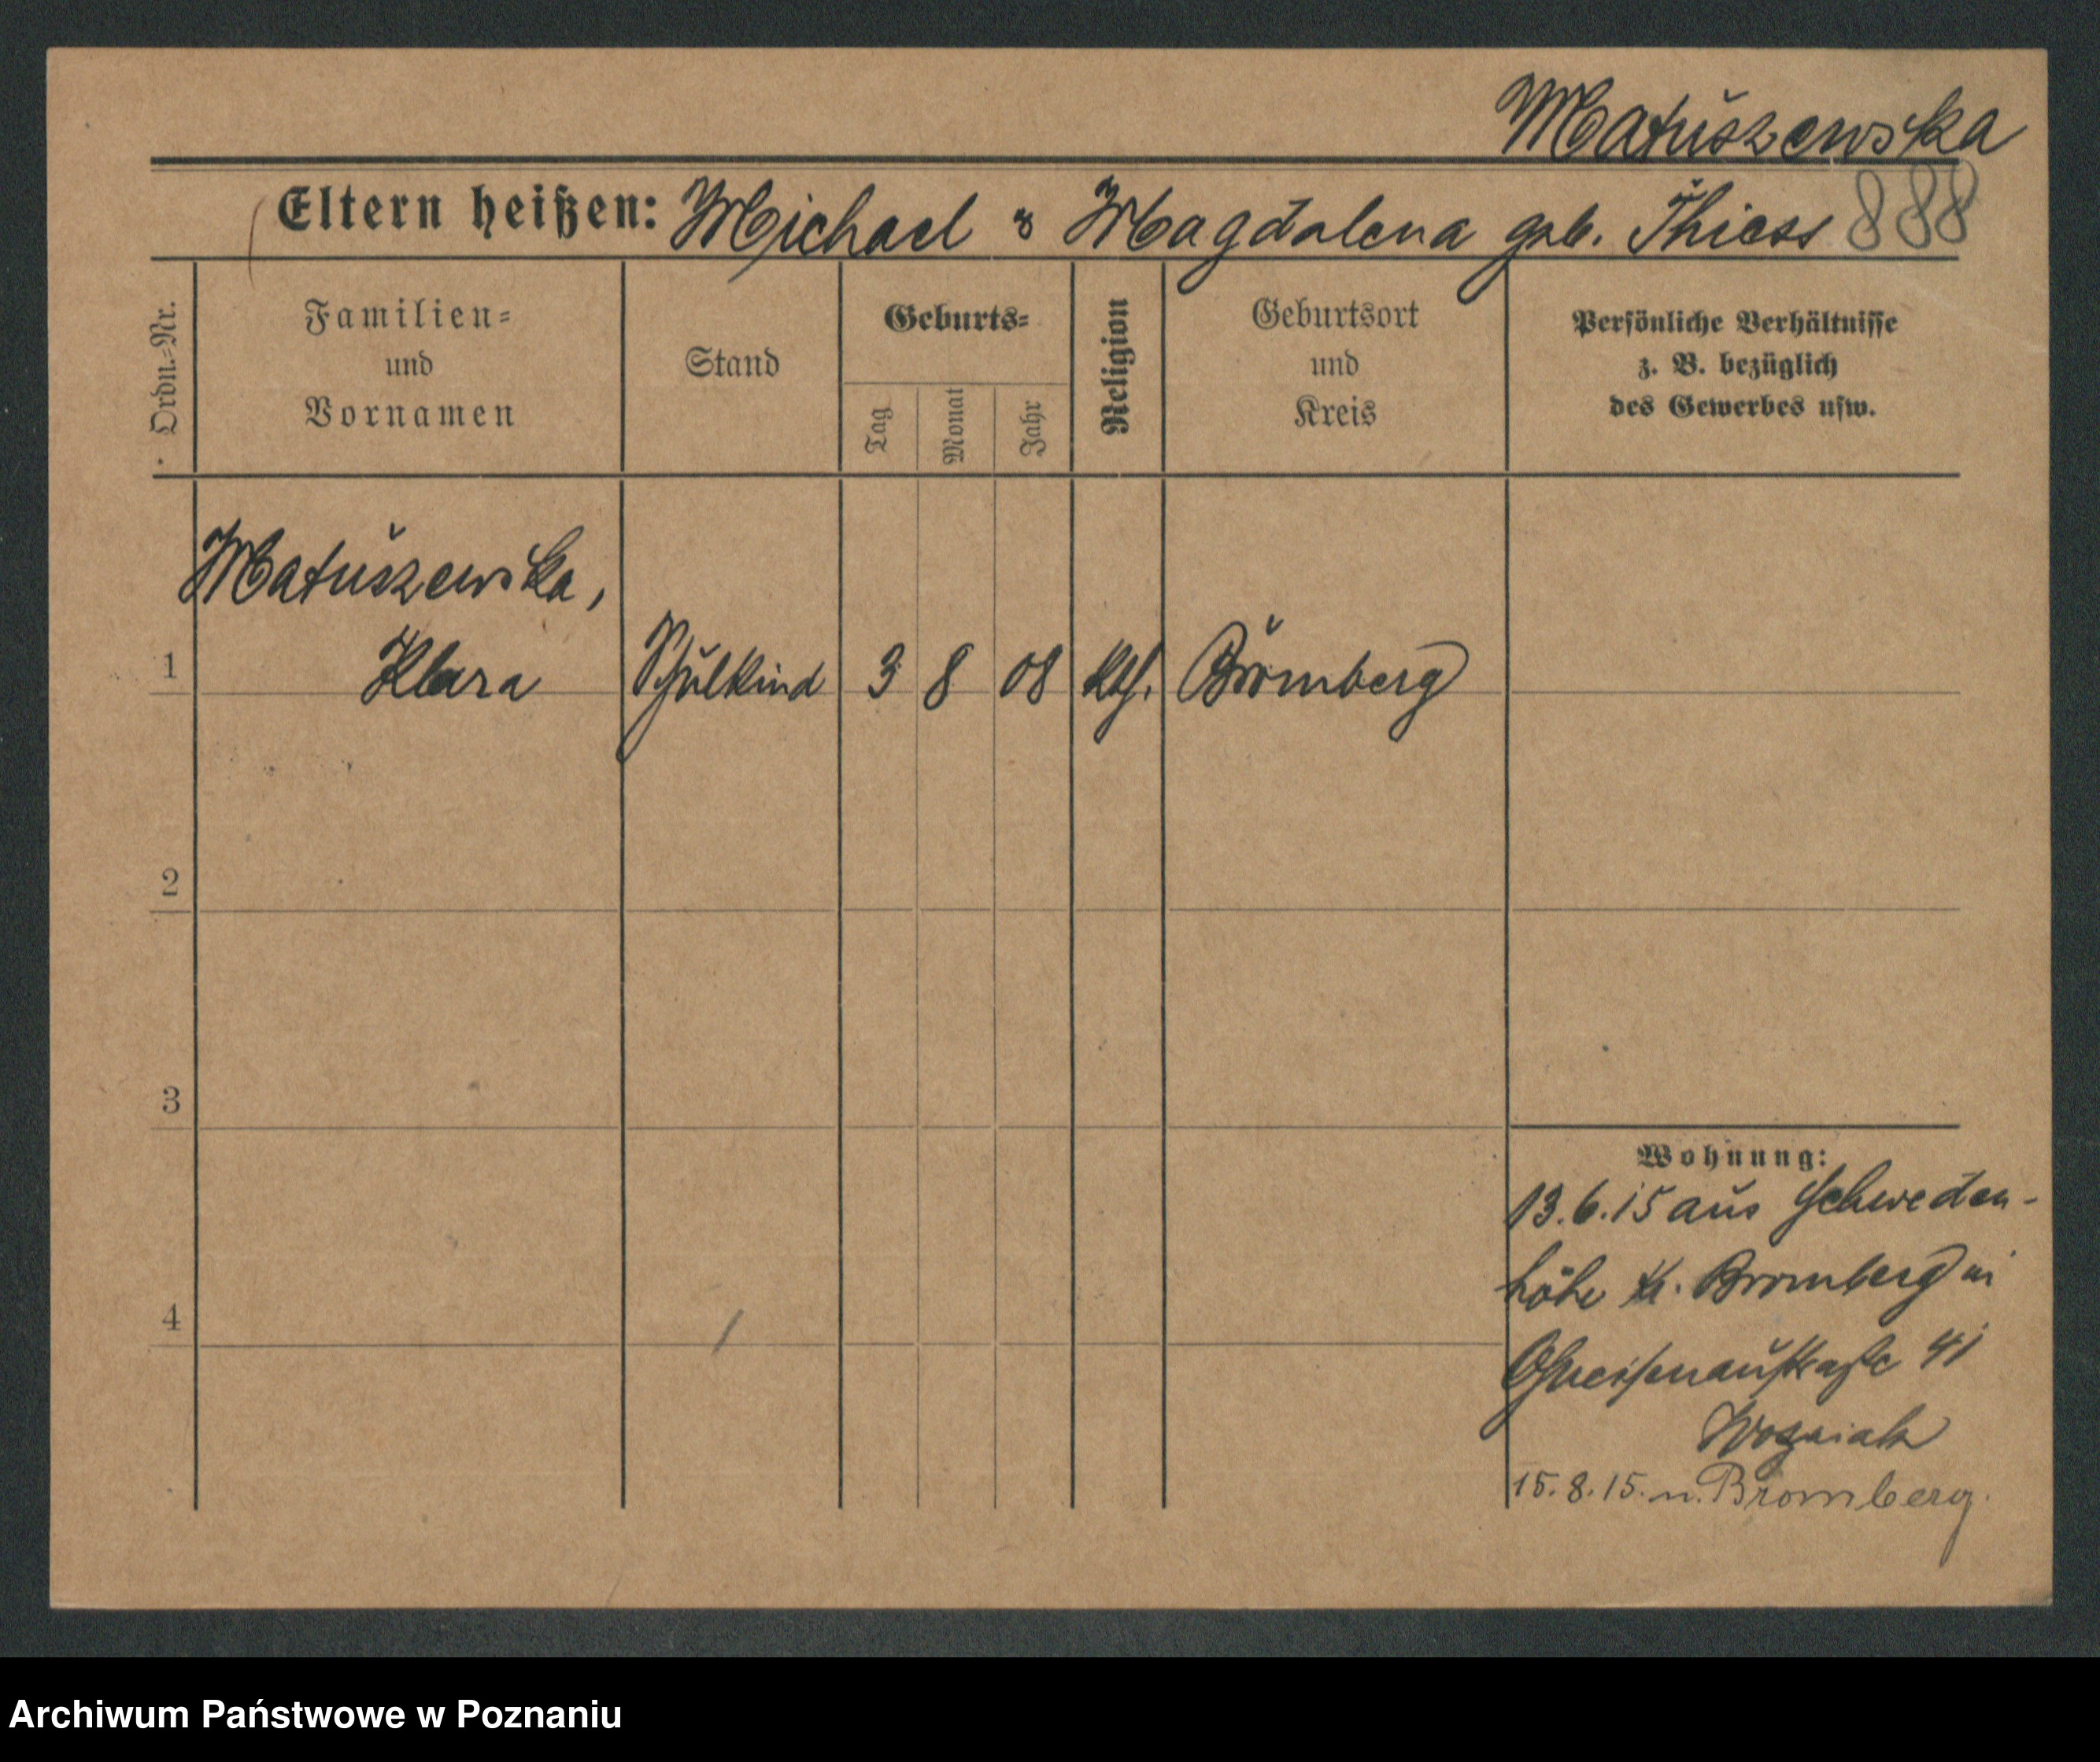 Matuszewska
Eltern heißen: Michael & Magdalena geb. Thiess 888
Ordn.-Nr.
Familien-
und
Vornamen
Stand
Geburts-
Tag
Monat
Jahr
Religion
Geburtsort
und
Kreis
Persönliche Verhältnisse
z. B. bezüglich
des Gewerbes usw.
Matuszewska,
1 Klara Schulkind 3 8 08 kth. Bromberg
2
3
4
Wohnung:
13.6.15 aus Schweden-
höhe Kr. Bromberg in
Gneisenaustraße 41
Wozniak
15.8.15. n. Bromberg.
Archiwum Państwowe w Poznaniu